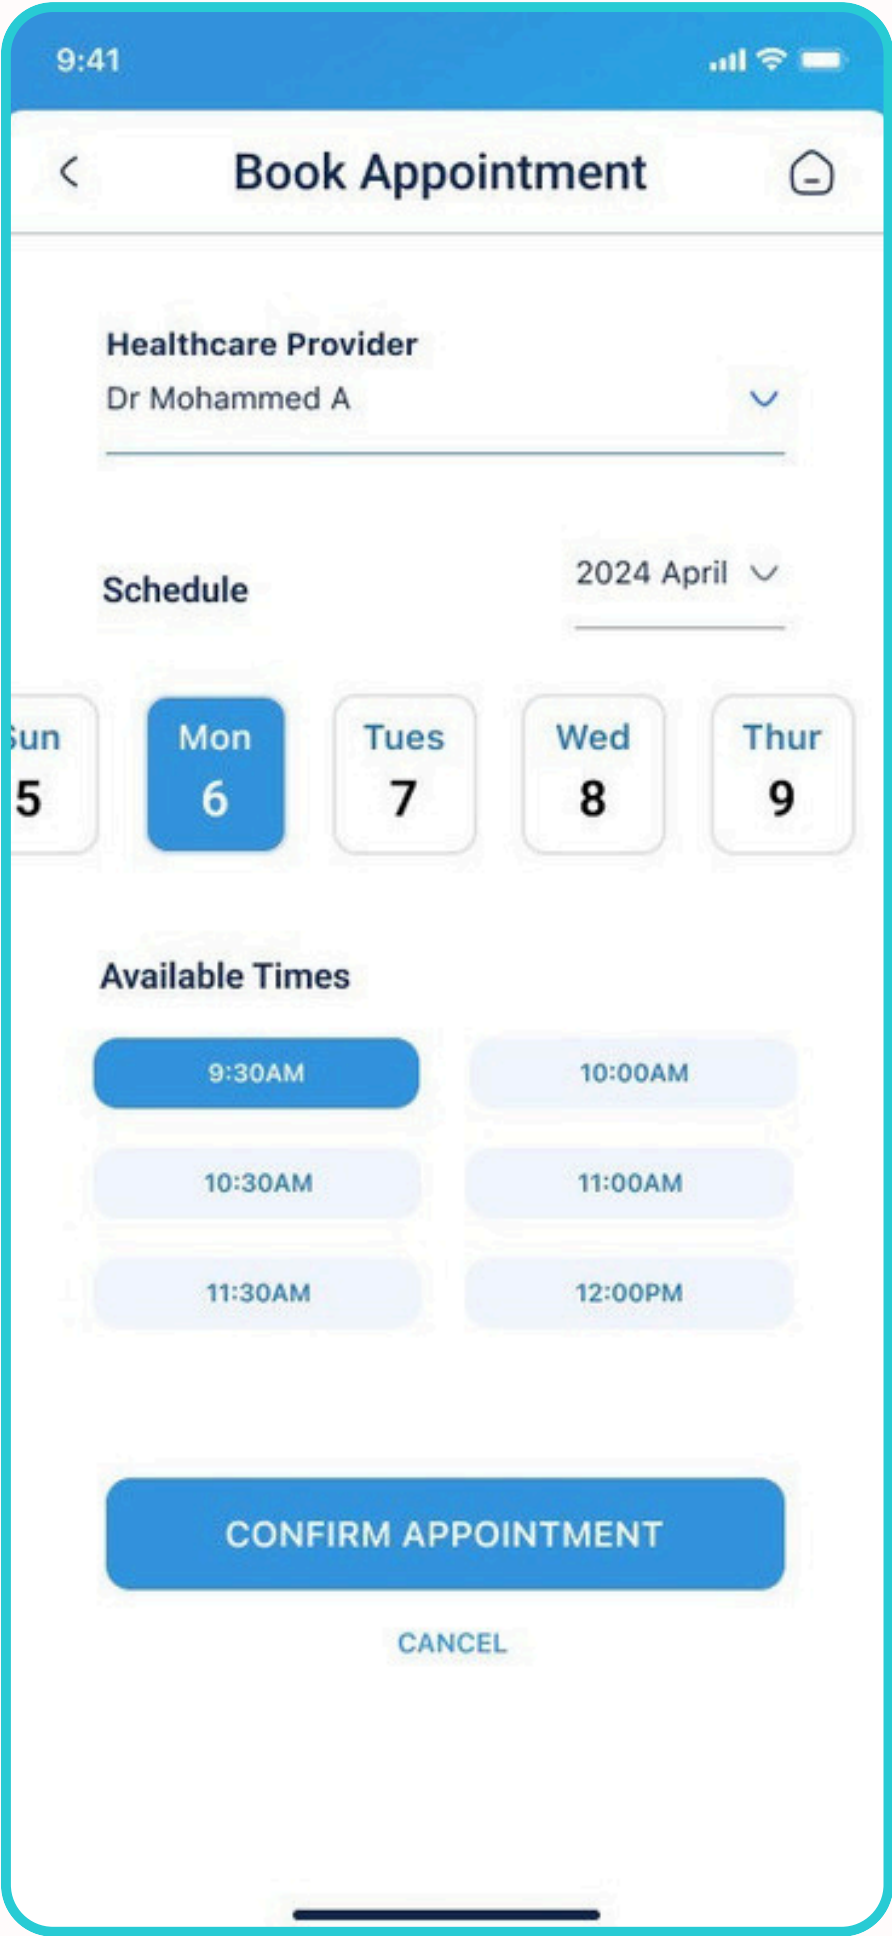 9:41
Book Appointment
Healthcare Provider
Dr Mohammed A
2024 April
Schedule
Sun Mon Tues Wed Thur
5 6 7 8 9
Available Times
9:30AM 10:00AM
10:30AM 11:00AM
11:30AM 12:00PM
CONFIRM APPOINTMENT
CANCEL